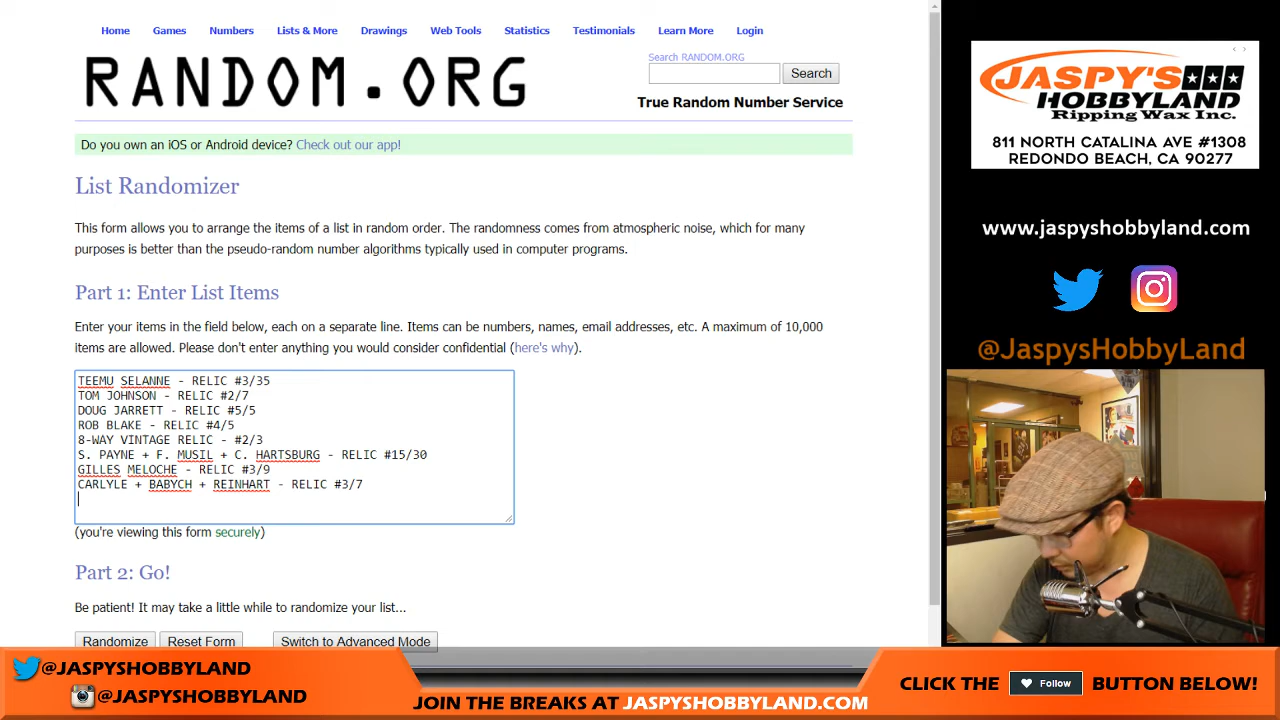 Home Games Numbers Lists & More Drawings Web Tools Statistics Testimonials Learn More Login
RANDOM.ORG
Search RANDOM.ORG
Search
True Random Number Service
Do you own an iOS or Android device? Check out our app!
List Randomizer
This form allows you to arrange the items of a list in random order. The randomness comes from atmospheric noise, which for many
purposes is better than the pseudo-random number algorithms typically used in computer programs.
Part 1: Enter List Items
Enter your items in the field below, each on a separate line. Items can be numbers, names, email addresses, etc. A maximum of 10,000
items are allowed. Please don't enter anything you would consider confidential (here's why).
TEEMU SELANNE - RELIC #3/35
TOM JOHNSON - RELIC #2/7
DOUG JARRETT - RELIC #5/5
ROB BLAKE - RELIC #4/5
8-WAY VINTAGE RELIC - #2/3
S. PAYNE + F. MUSIL + C. HARTSBURG - RELIC #15/30
GILLES MELOCHE - RELIC #3/9
CARLYLE + BABYCH + REINHART - RELIC #3/7
(you're viewing this form securely)
Part 2: Go!
Be patient! It may take a little while to randomize your list...
Randomize Reset Form Switch to Advanced Mode
JASPY'S
HOBBYLAND
Ripping Wax Inc.
811 NORTH CATALINA AVE #1308
REDONDO BEACH, CA 90277
www.jaspyshobbyland.com
@JaspysHobbyLand
@JASPYSHOBBYLAND
@JASPYSHOBBYLAND
JOIN THE BREAKS AT JASPYSHOBBYLAND.COM
CLICK THE Follow BUTTON BELOW!